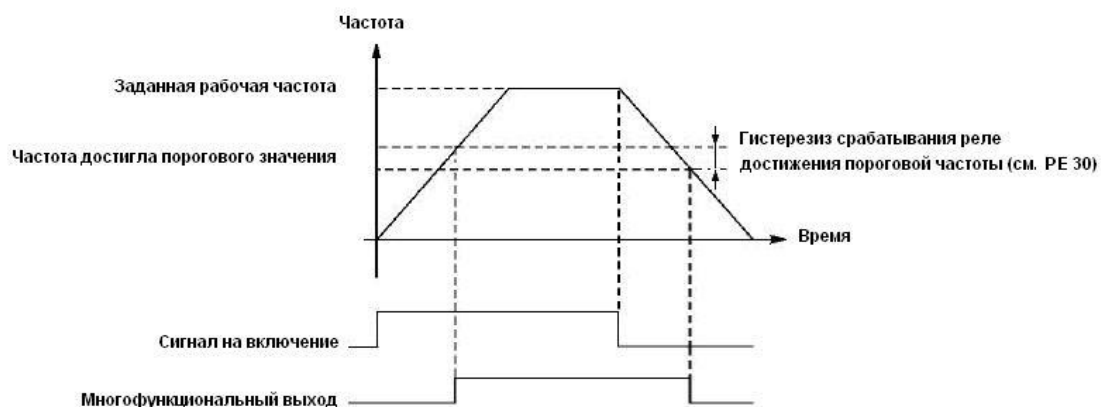 Частота
Заданная рабочая частота
Частота достигла порогового значения
Гистерезиз срабатывания реле
достижения пороговой частоты (см. PE 30)
Время
Сигнал на включение
Многофункциональный выход